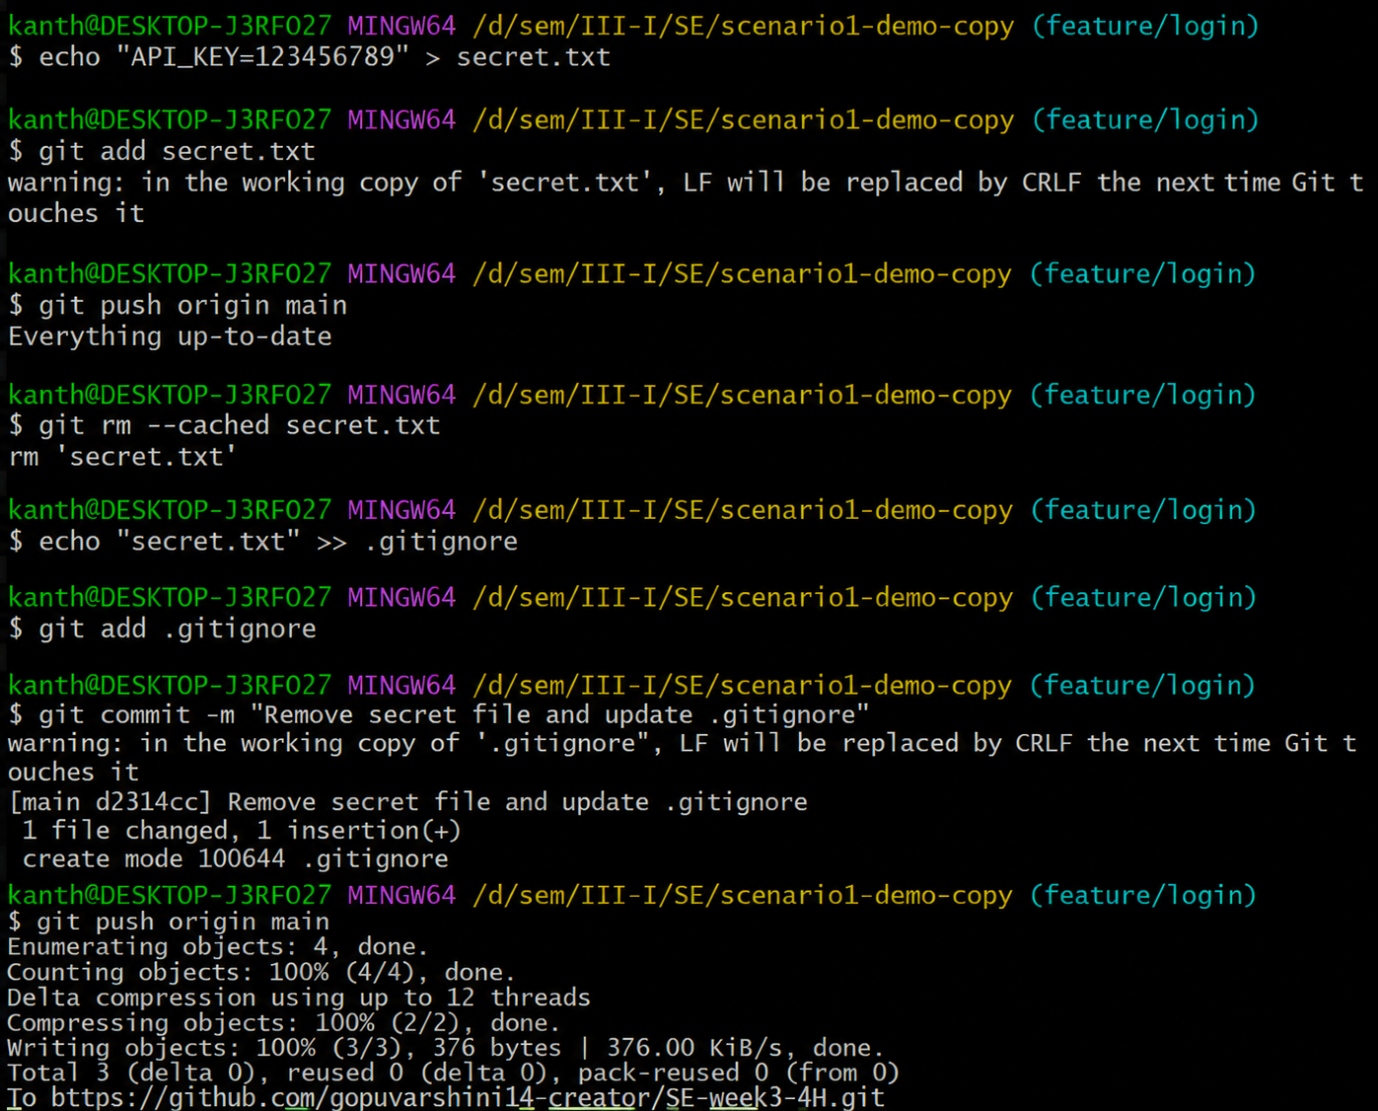 kanth@DESKTOP-J3RFO27 MINGW64 /d/sem/III-I/SE/scenario1-demo-copy (feature/login)
$ echo "API_KEY=123456789" > secret.txt
kanth@DESKTOP-J3RFO27 MINGW64 /d/sem/III-I/SE/scenario1-demo-copy (feature/login)
$ git add secret.txt
warning: in the working copy of 'secret.txt', LF will be replaced by CRLF the next time Git t
ouches it
kanth@DESKTOP-J3RFO27 MINGW64 /d/sem/III-I/SE/scenario1-demo-copy (feature/login)
$ git push origin main
Everything up-to-date
kanth@DESKTOP-J3RFO27 MINGW64 /d/sem/III-I/SE/scenario1-demo-copy (feature/login)
$ git rm --cached secret.txt
rm 'secret.txt'
kanth@DESKTOP-J3RFO27 MINGW64 /d/sem/III-I/SE/scenario1-demo-copy (feature/login)
$ echo "secret.txt" >> .gitignore
kanth@DESKTOP-J3RFO27 MINGW64 /d/sem/III-I/SE/scenario1-demo-copy (feature/login)
$ git add .gitignore
kanth@DESKTOP-J3RFO27 MINGW64 /d/sem/III-I/SE/scenario1-demo-copy (feature/login)
$ git commit -m "Remove secret file and update .gitignore"
warning: in the working copy of '.gitignore", LF will be replaced by CRLF the next time Git t
ouches it
[main d2314cc] Remove secret file and update .gitignore
1 file changed, 1 insertion(+)
create mode 100644 .gitignore
kanth@DESKTOP-J3RFO27 MINGW64 /d/sem/III-I/SE/scenario1-demo-copy (feature/login)
$ git push origin main
Enumerating objects: 4, done.
Counting objects: 100% (4/4), done.
Delta compression using up to 12 threads
Compressing objects: 100% (2/2), done.
Writing objects: 100% (3/3), 376 bytes | 376.00 KiB/s, done.
Total 3 (delta 0), reused 0 (delta 0), pack-reused 0 (from 0)
To bttps://github.com/gopuvarshini14-creator/SE-week3-4H.git